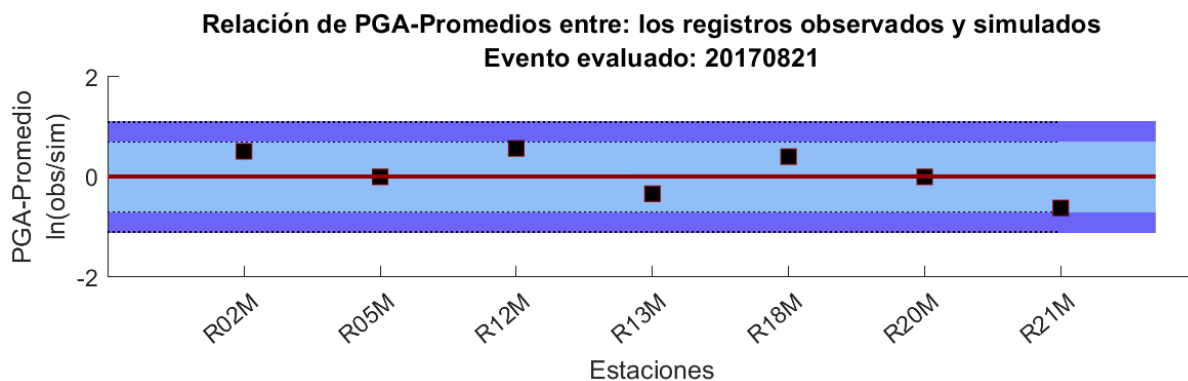 Relación de PGA-Promedios entre: los registros observados y simulados
Evento evaluado: 20170821
PGA-Promedio
ln(obs/sim)
2
0
-2
R02M
R05M
R12M
R13M
R18M
R20M
R21M
Estaciones